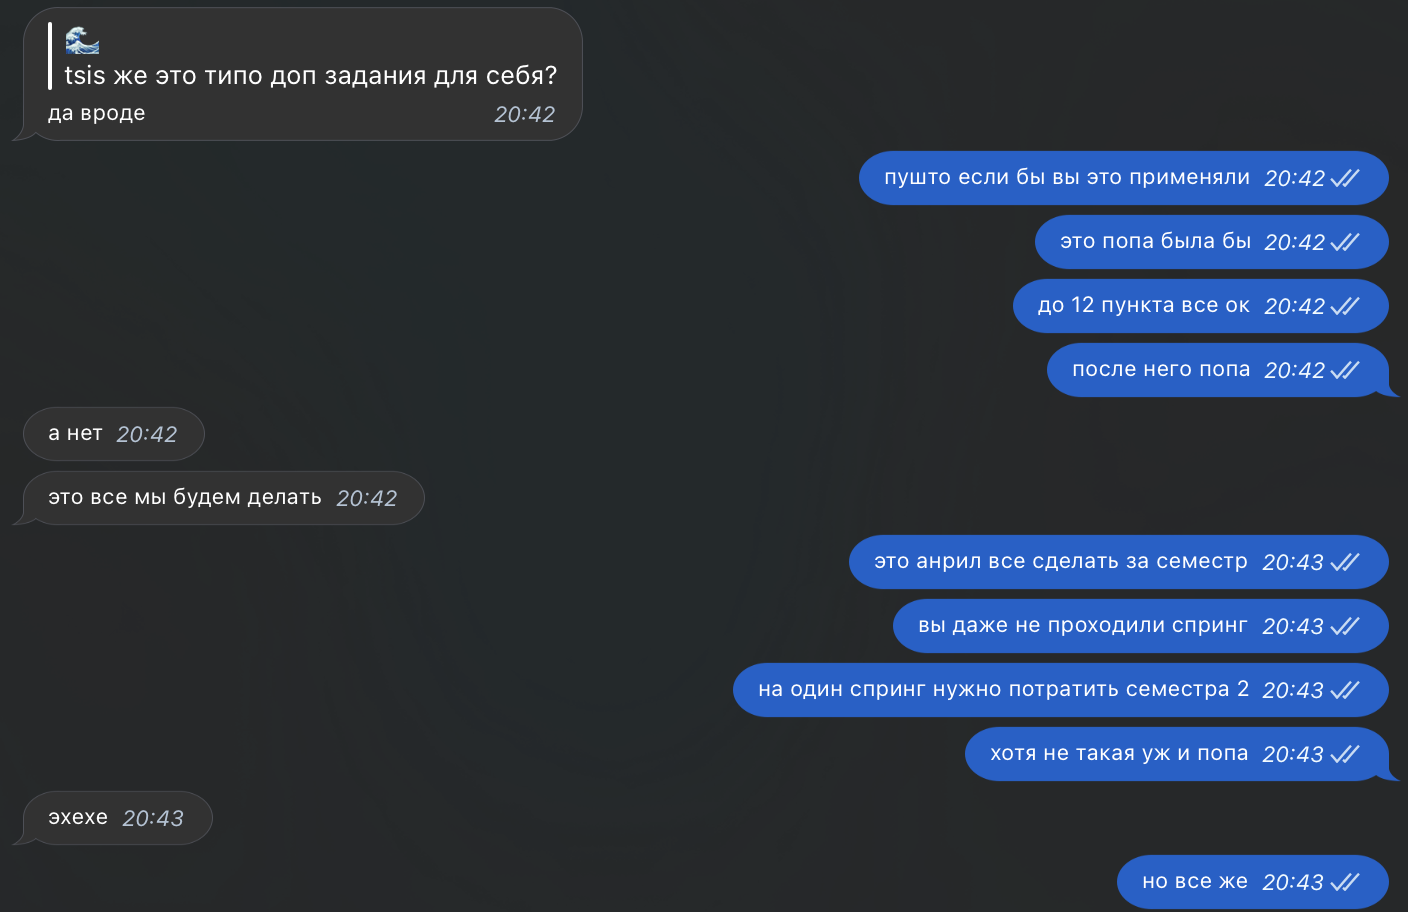 🌊
tsis же это типо доп задания для себя?
да вроде 20:42
пушто если бы вы это применяли 20:42
это попа была бы 20:42
до 12 пункта все ок 20:42
после него попа 20:42
а нет 20:42
это все мы будем делать 20:42
это анрил все сделать за семестр 20:43
вы даже не проходили спринг 20:43
на один спринг нужно потратить семестра 2 20:43
хотя не такая уж и попа 20:43
эхехе 20:43
но все же 20:43